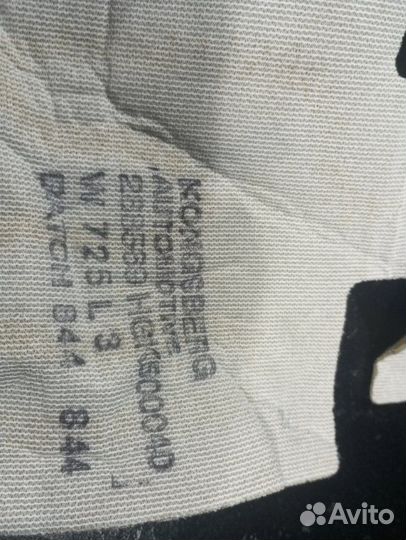 KONGSBERG
AUTOMOTIVE
W 725 L 3
BATCH 844 844
Avito